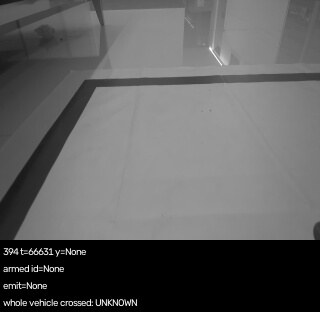 394 t=66631 y=None
armed id=None
emit=None
whole vehicle crossed: UNKNOWN